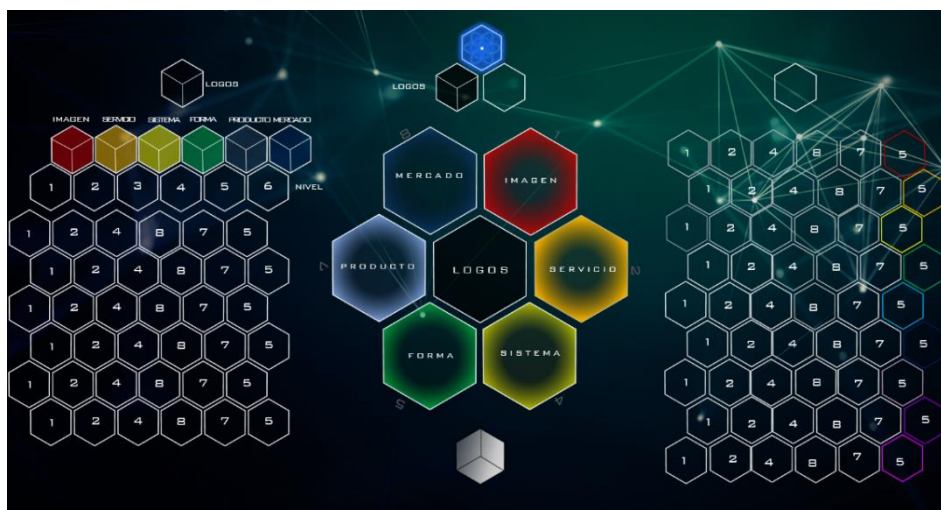 LOGOS
LOGOS
IMAGEN SERVICIO SISTEMA FORMA PRODUCTO MERCADO
1 2 3 4 5 6 NIVEL
1 2 4 8 7 5
1 2 4 8 7 5
1 2 4 8 7 5
1 2 4 8 7 5
1 2 4 8 7 5
1 2 4 8 7 5
8 1
MERCADO IMAGEN
PRODUCTO LOGOS SERVICIO
7 2
FORMA SISTEMA
5 4
1 2 4 8 7 5
1 2 4 8 7 5
1 2 4 8 7 5
1 2 4 8 7 5
1 2 4 8 7 5
1 2 4 8 7 5
1 2 4 8 7 5
1 2 4 8 7 5
1 2 4 8 7 5